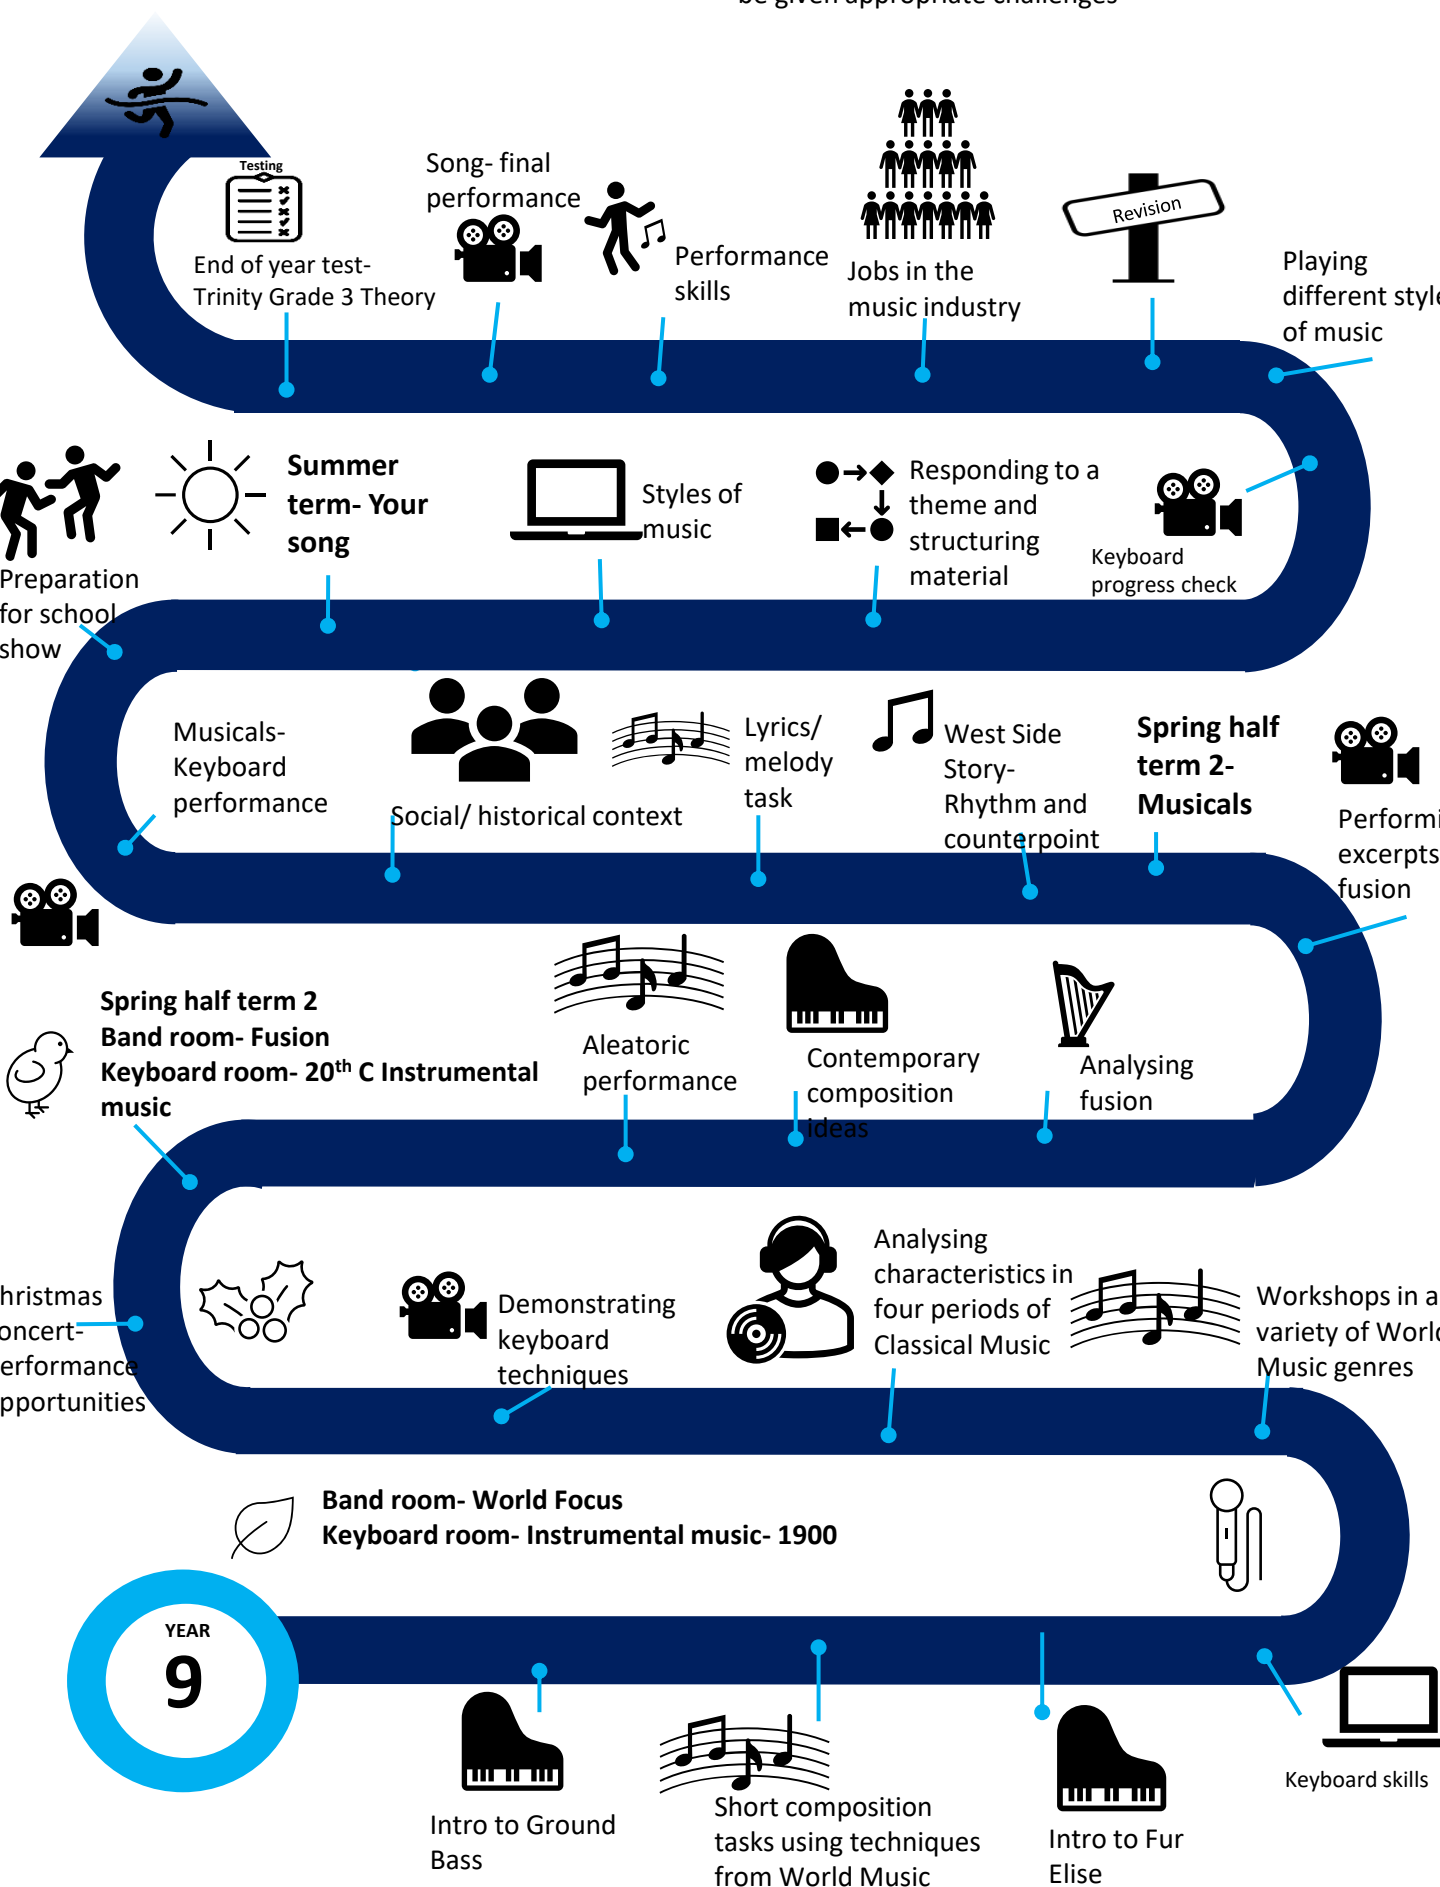 be given appropriate challenges
Testing
End of year test-
Trinity Grade 3 Theory
Song- final
performance
Performance
skills
Jobs in the
music industry
Revision
Playing
different style
of music
Preparation
for school
show
Summer
term- Your
song
Styles of
music
Responding to a
theme and
structuring
material
Keyboard
progress check
Musicals-
Keyboard
performance
Social/ historical context
Lyrics/
melody
task
West Side
Story-
Rhythm and
counterpoint
Spring half
term 2-
Musicals
Performi
excerpts
fusion
Spring half term 2
Band room- Fusion
Keyboard room- 20th C Instrumental
music
Aleatoric
performance
Contemporary
composition
ideas
Analysing
fusion
hristmas
oncert-
erformance
pportunities
Demonstrating
keyboard
techniques
Analysing
characteristics in
four periods of
Classical Music
Workshops in a
variety of World
Music genres
Band room- World Focus
Keyboard room- Instrumental music- 1900
YEAR
9
Intro to Ground
Bass
Short composition
tasks using techniques
from World Music
Intro to Fur
Elise
Keyboard skills